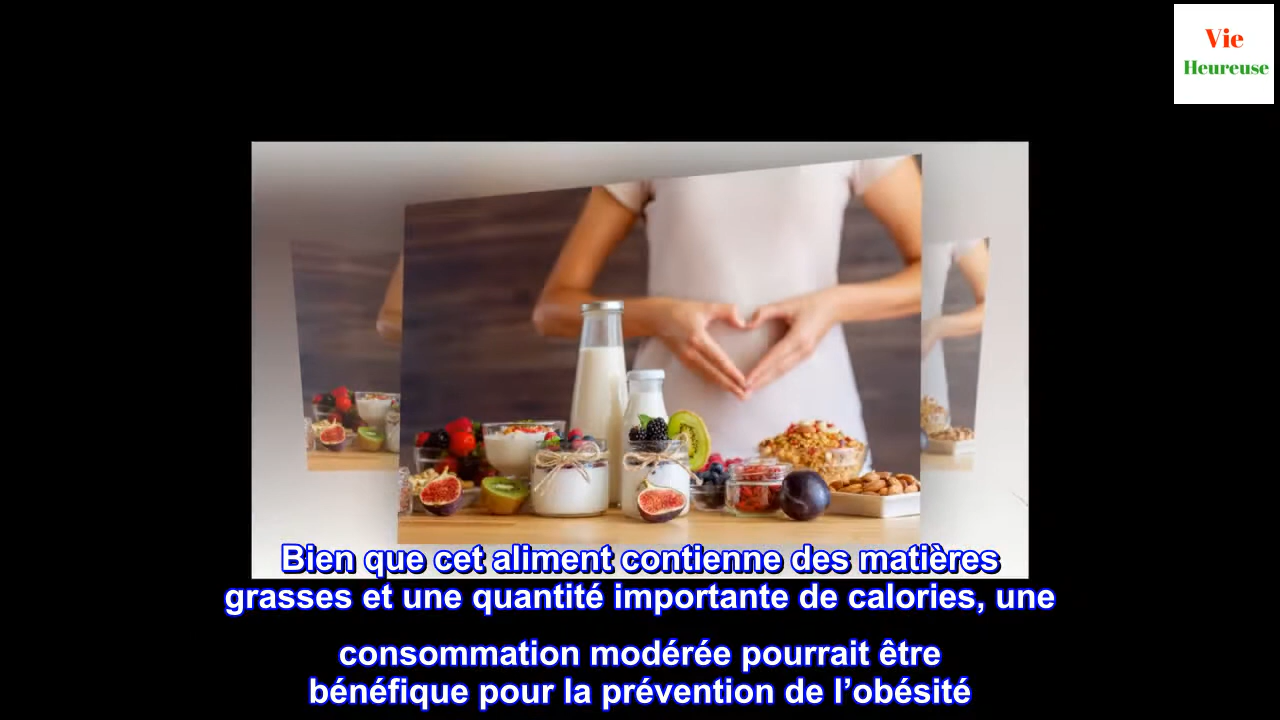 Vie
Heureuse
Bien que cet aliment contienne des matières
grasses et une quantité importante de calories, une
consommation modérée pourrait être
bénéfique pour la prévention de l’obésité